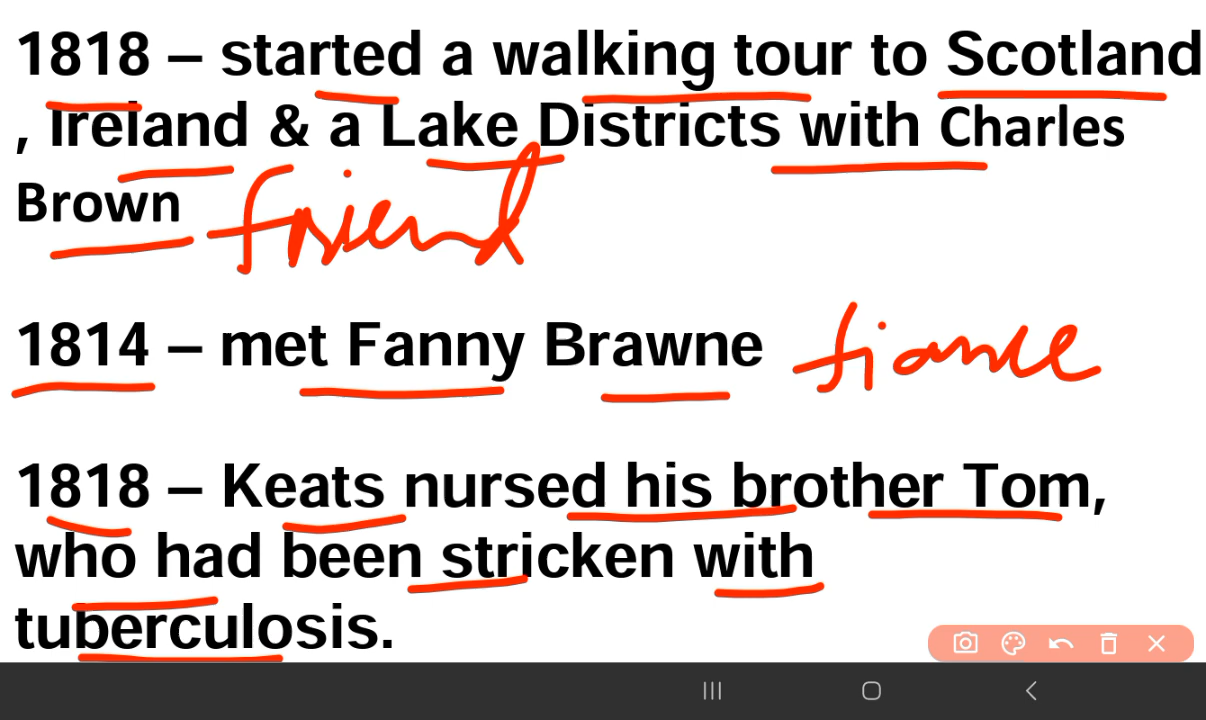 1818 – started a walking tour to Scotland
, Ireland & a Lake Districts with Charles
Brown friend
1814 – met Fanny Brawne fiance
1818 – Keats nursed his brother Tom,
who had been stricken with
tuberculosis.